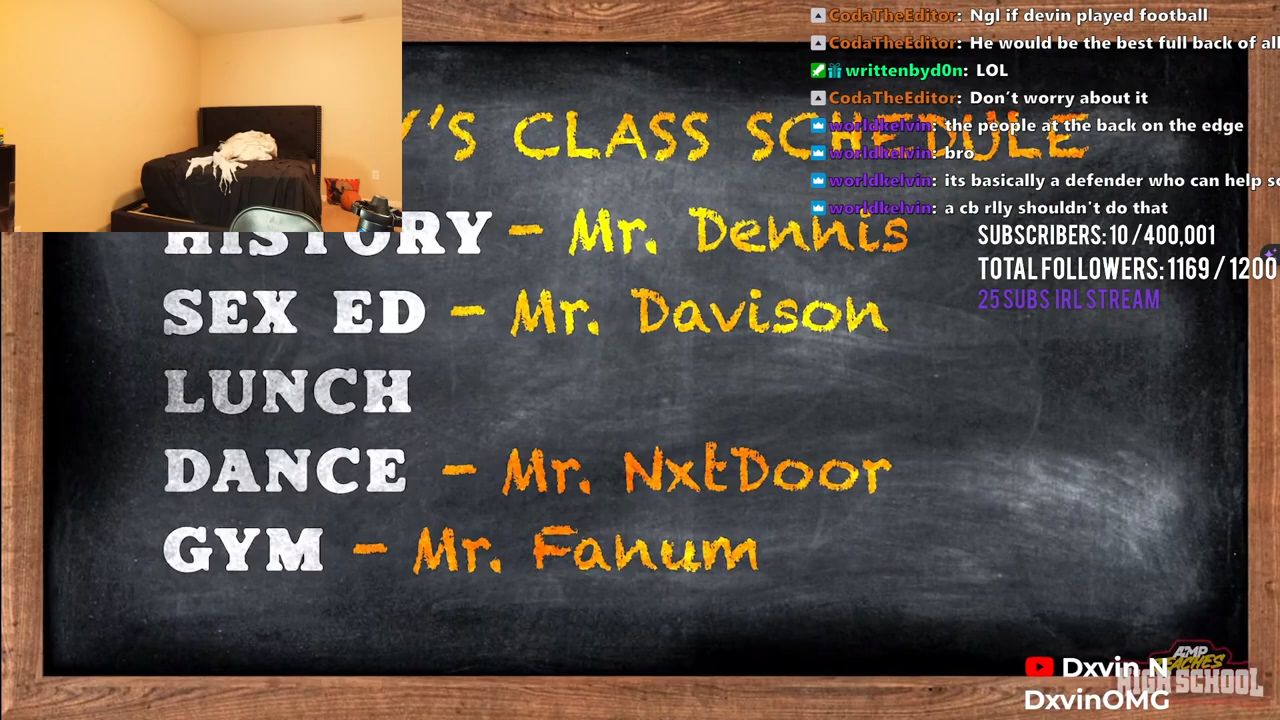 CodaTheEditor: Ngl if devin played football
CodaTheEditor: He would be the best full back of all
writtenbyd0n: LOL
CodaTheEditor: Don't worry about it
worldkelvin: the people at the back on the edge
worldkelvin: bro
worldkelvin: its basically a defender who can help
worldkelvin: a cb rlly shouldn't do that
Y'S CLASS SCHEDULE
HISTORY - Mr. Dennis
SUBSCRIBERS: 10 / 400,001
TOTAL FOLLOWERS: 1169 / 1200
25 SUBS IRL STREAM
SEX ED - Mr. Davison
LUNCH
DANCE - Mr. NxtDoor
GYM - Mr. Fanum
AMP
TEACHES
HIGH SCHOOL
Dxvin N
DxvinOMG